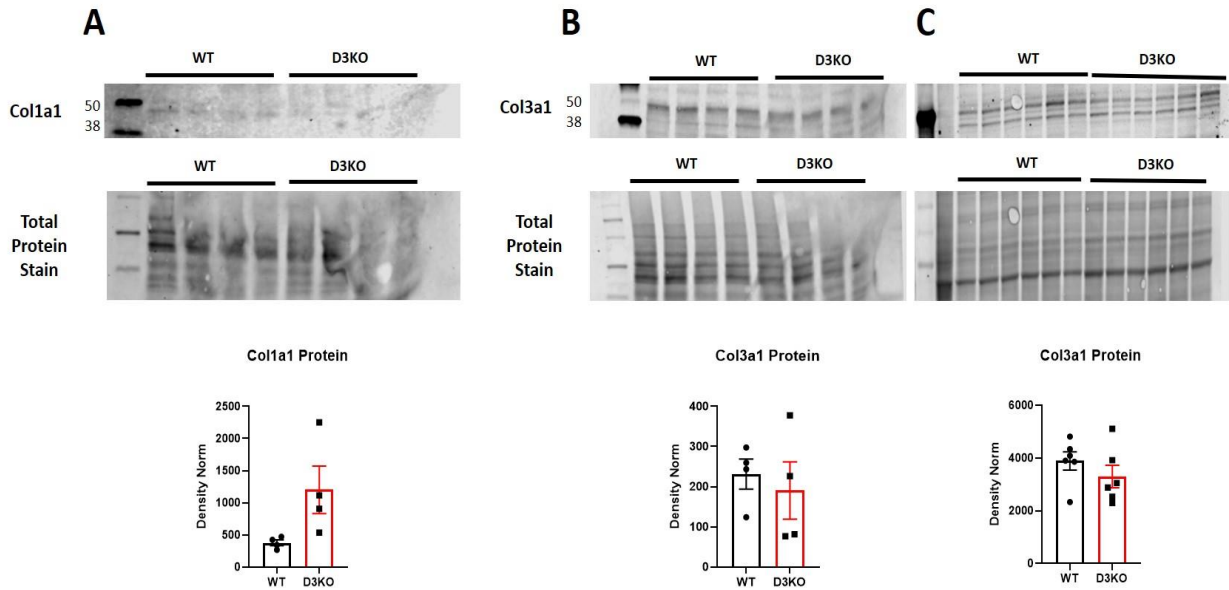 A
B
C
WT D3KO
WT D3KO
WT D3KO
Col1a1
50
38
Col3a1
50
38
WT D3KO
WT D3KO
WT D3KO
Total
Protein
Stain
Total
Protein
Stain
Col1a1 Protein
Col3a1 Protein
Col3a1 Protein
Density Norm
2500
2000
1500
1000
500
0
WT D3KO
Density Norm
400
300
200
100
0
WT D3KO
Density Norm
6000
4000
2000
0
WT D3KO